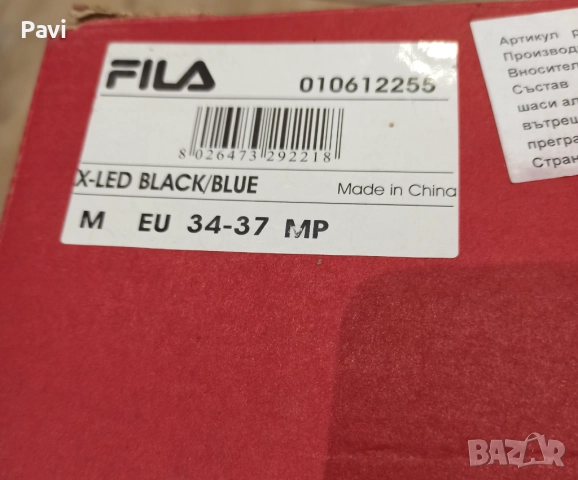 Pavi
FILA 010612255
8 026473 292218
X-LED BLACK/BLUE Made in China
M EU 34-37 MP
Артикул
Производ
Вносител
Състав
шаси ал
вътреш
прегра
Стран
BAZAR